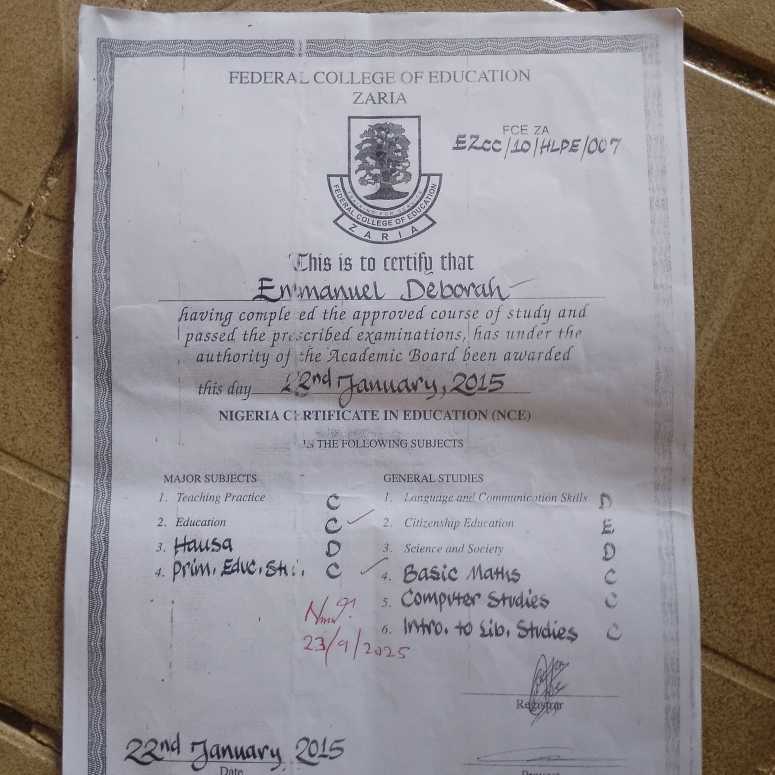 FEDERAL COLLEGE OF EDUCATION
ZARIA
FCE ZA
EZCC/10/HLPE/007
FEDERAL COLLEGE OF EDUCATION
ZARIA
This is to certify that
Emmanuel Deborah
having completed the approved course of study and
passed the prescribed examinations, has under the
authority of the Academic Board been awarded
this day 22nd January, 2015
NIGERIA CERTIFICATE IN EDUCATION (NCE)
IN THE FOLLOWING SUBJECTS
MAJOR SUBJECTS
1. Teaching Practice C
2. Education C
3. Hausa D
4. Prim. Educ. St. C
GENERAL STUDIES
1. Language and Communication Skills D
2. Citizenship Education E
3. Science and Society D
4. Basic Maths C
5. Computer Studies C
6. Intro. to Lib. Studies C
23/9/2025
Registrar
22nd January, 2015
Date